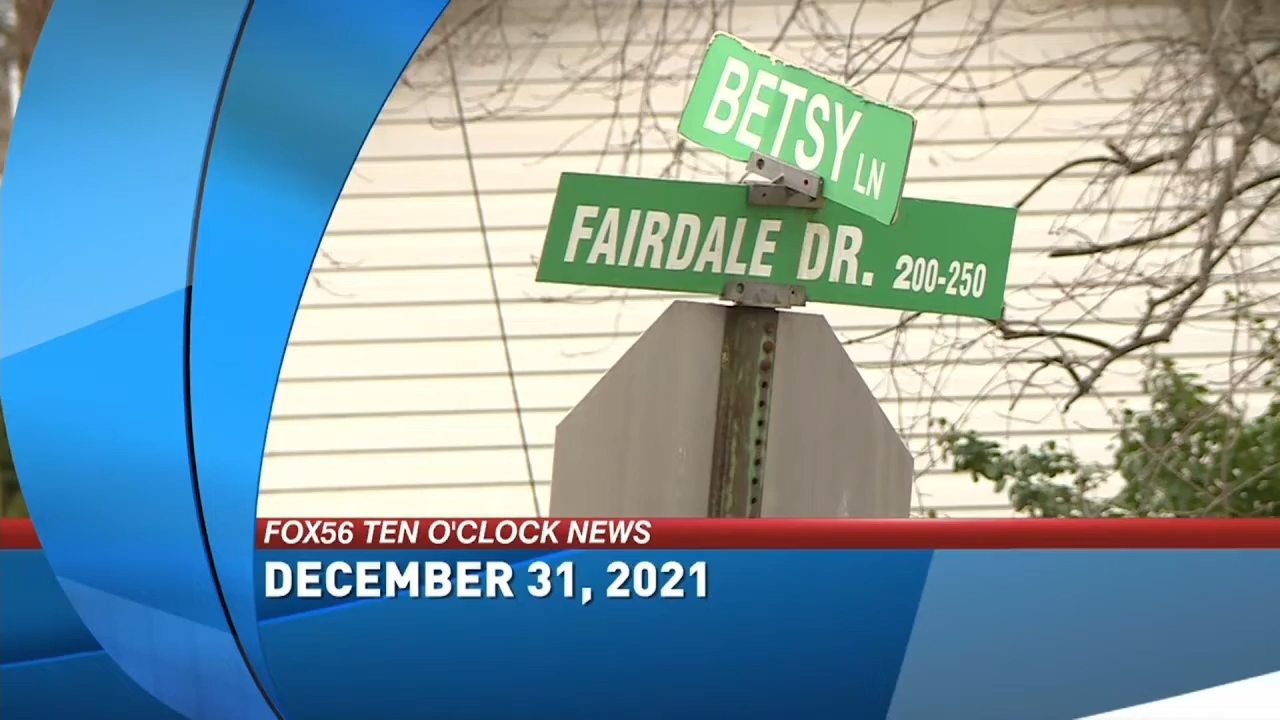 BETSY LN
FAIRDALE DR. 200-250
FOX56 TEN O'CLOCK NEWS
DECEMBER 31, 2021